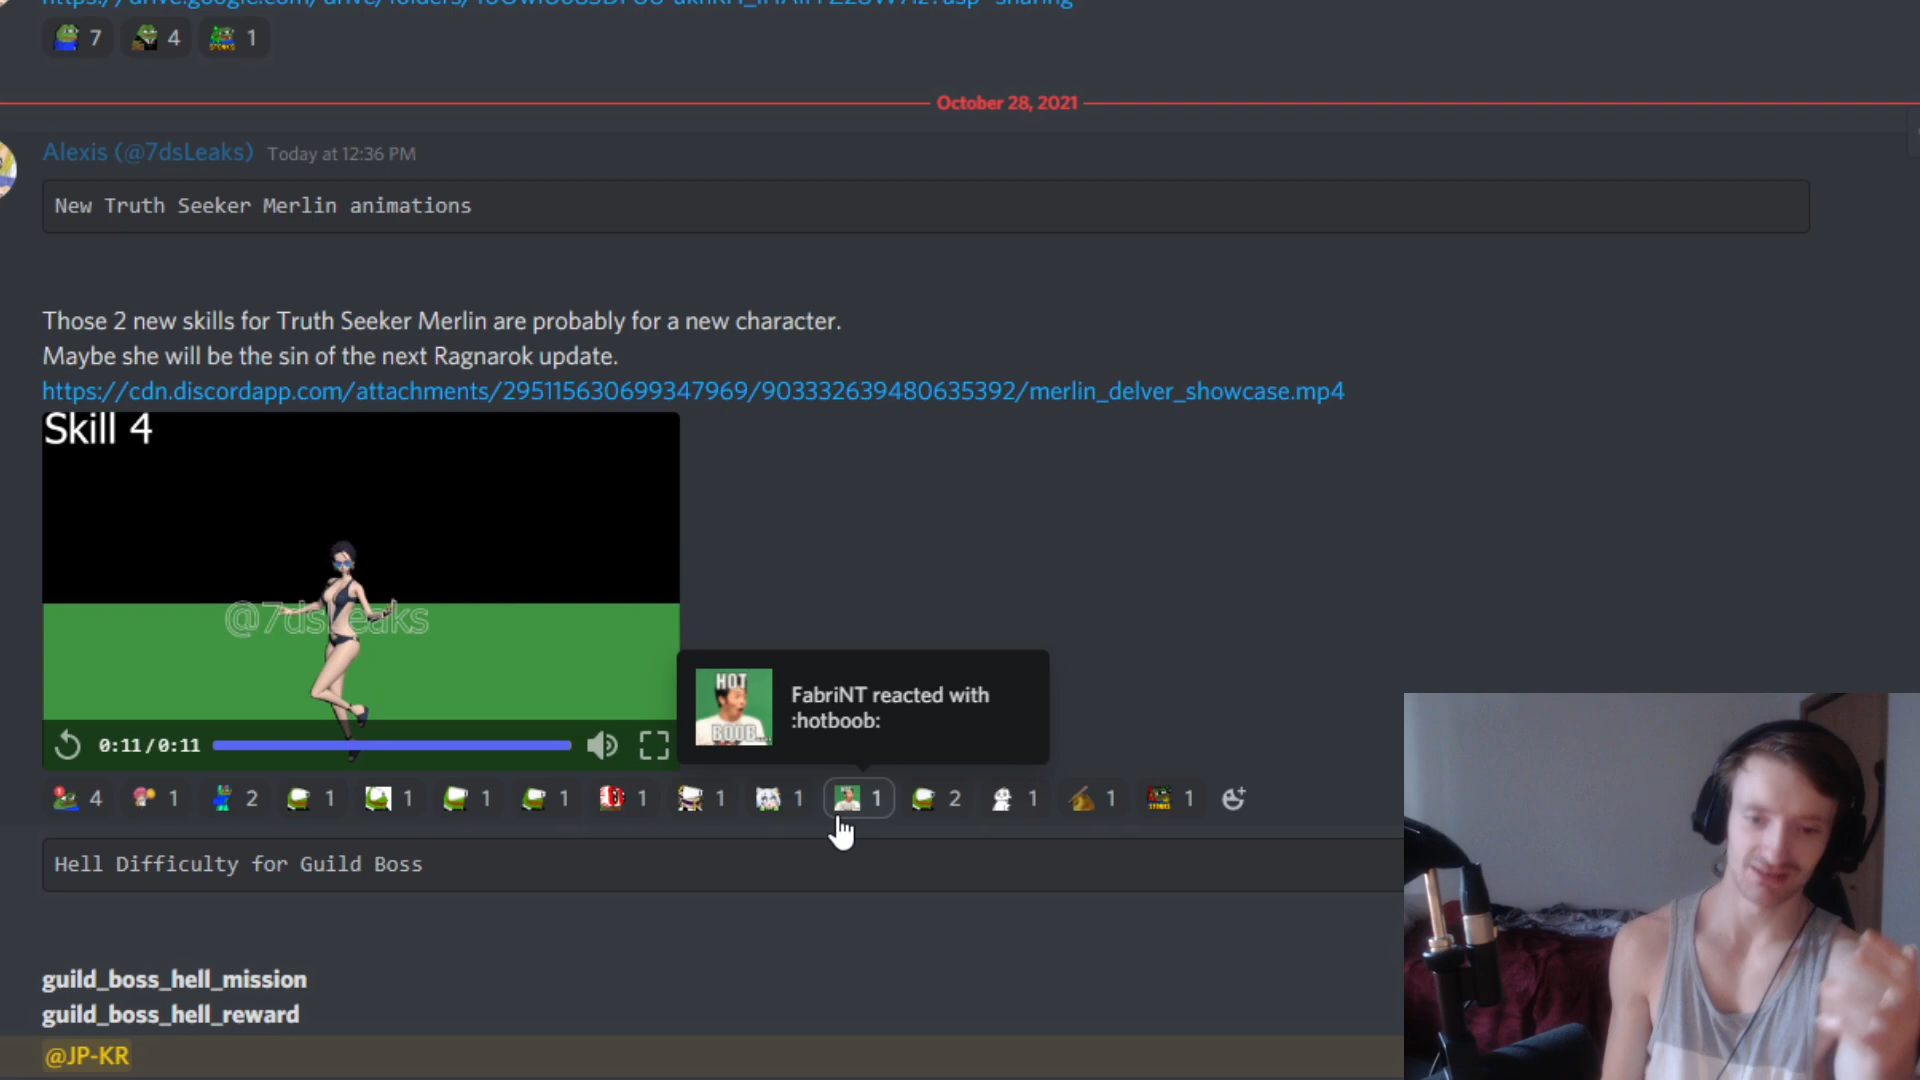 7 4 1
October 28, 2021
Alexis (@7dsLeaks) Today at 12:36 PM
New Truth Seeker Merlin animations
Those 2 new skills for Truth Seeker Merlin are probably for a new character.
Maybe she will be the sin of the next Ragnarok update.
https://cdn.discordapp.com/attachments/295115630699347969/903332639480635392/merlin_delver_showcase.mp4
Skill 4
@7dsLeaks
HOT
BOOB...
FabriNT reacted with
:hotboob:
0:11/0:11
4 1 2 1 1 1 1 1 1 1 1 2 1 1 1
Hell Difficulty for Guild Boss
guild_boss_hell_mission
guild_boss_hell_reward
@JP-KR